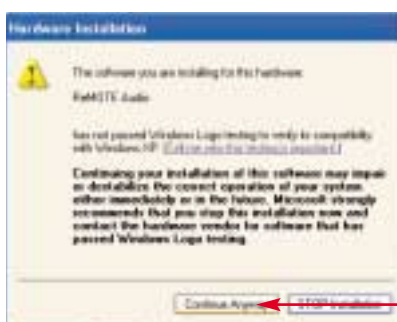 Hardware Installation
The software you are installing for this hardware:
ReMOTE Audio
has not passed Windows Logo testing to verify its compatibility
with Windows XP. (Tell me why this testing is important.)
Continuing your installation of this software may impair
or destabilize the correct operation of your system
either immediately or in the future. Microsoft strongly
recommends that you stop this installation now and
contact the hardware vendor for software that has
passed Windows Logo testing.
Continue Anyway
STOP Installation